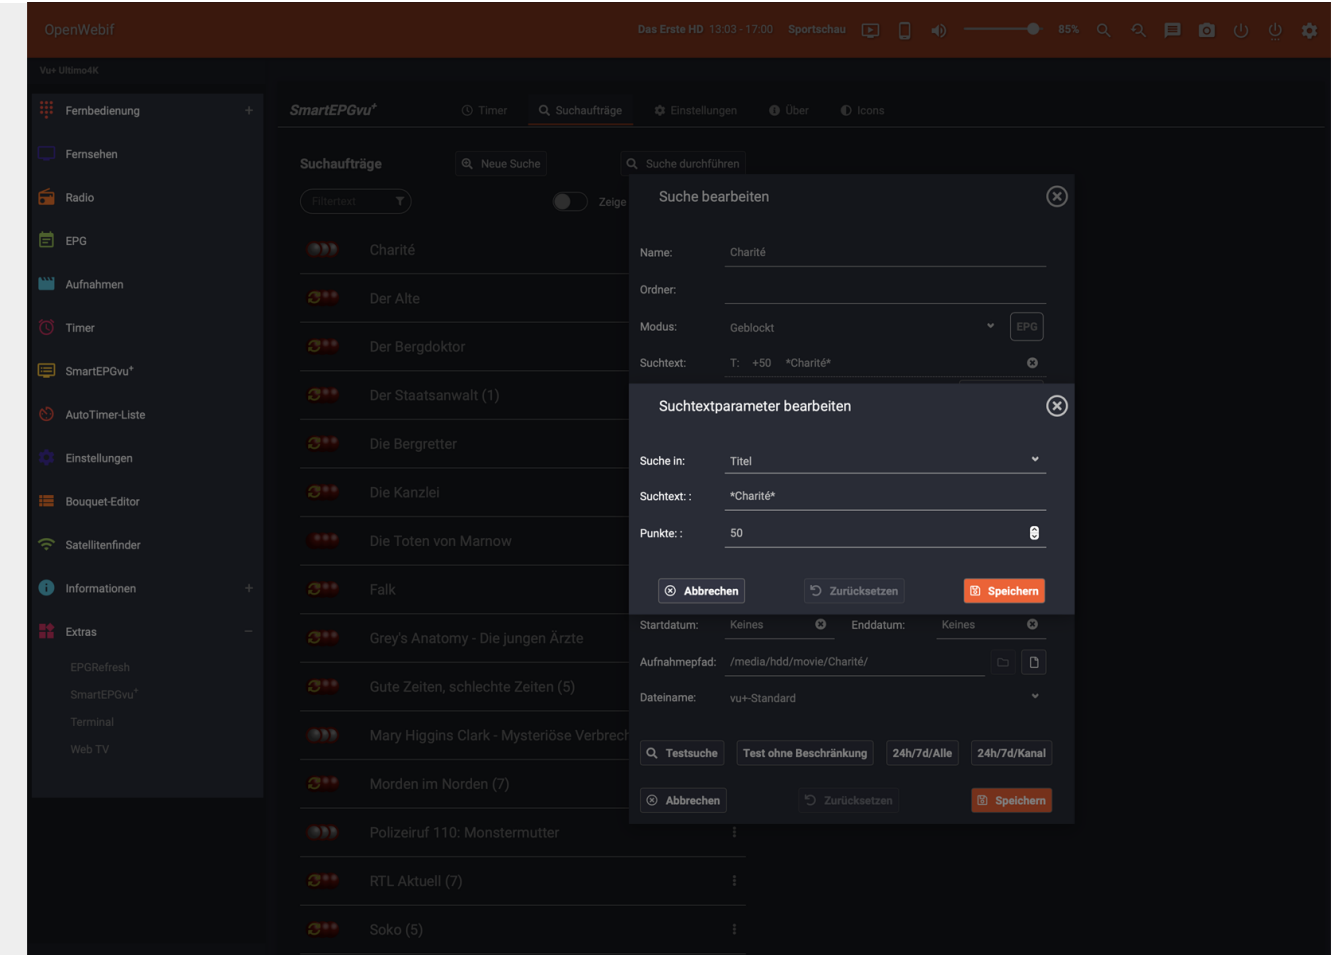 OpenWebif
Das Erste HD 13:03 - 17:00 Sportschau
85%
Vu+ Ultimo4K
Fernbedienung +
Fernsehen
Radio
EPG
Aufnahmen
Timer
SmartEPGvu+
AutoTimer-Liste
Einstellungen
Bouquet-Editor
Satellitenfinder
Informationen +
Extras −
EPGRefresh
SmartEPGvu+
Terminal
Web TV
SmartEPGvu+ Timer Suchaufträge Einstellungen Über Icons
Suchaufträge Neue Suche Suche durchführen
Filtertext Zeige
Charité
Der Alte
Der Bergdoktor
Der Staatsanwalt (1)
Die Bergretter
Die Kanzlei
Die Toten von Marnow
Falk
Grey's Anatomy - Die jungen Ärzte
Gute Zeiten, schlechte Zeiten (5)
Mary Higgins Clark - Mysteriöse Verbrech
Morden im Norden (7)
Polizeiruf 110: Monstermutter
RTL Aktuell (7)
Soko (5)
Suche bearbeiten
Name: Charité
Ordner:
Modus: Geblockt EPG
Suchtext: T: +50 *Charité*
Suchtextparameter bearbeiten
Suche in: Titel
Suchtext: : *Charité*
Punkte: : 50
Abbrechen Zurücksetzen Speichern
Startdatum: Keines Enddatum: Keines
Aufnahmepfad: /media/hdd/movie/Charité/
Dateiname: vu+-Standard
Testsuche Test ohne Beschränkung 24h/7d/Alle 24h/7d/Kanal
Abbrechen Zurücksetzen Speichern